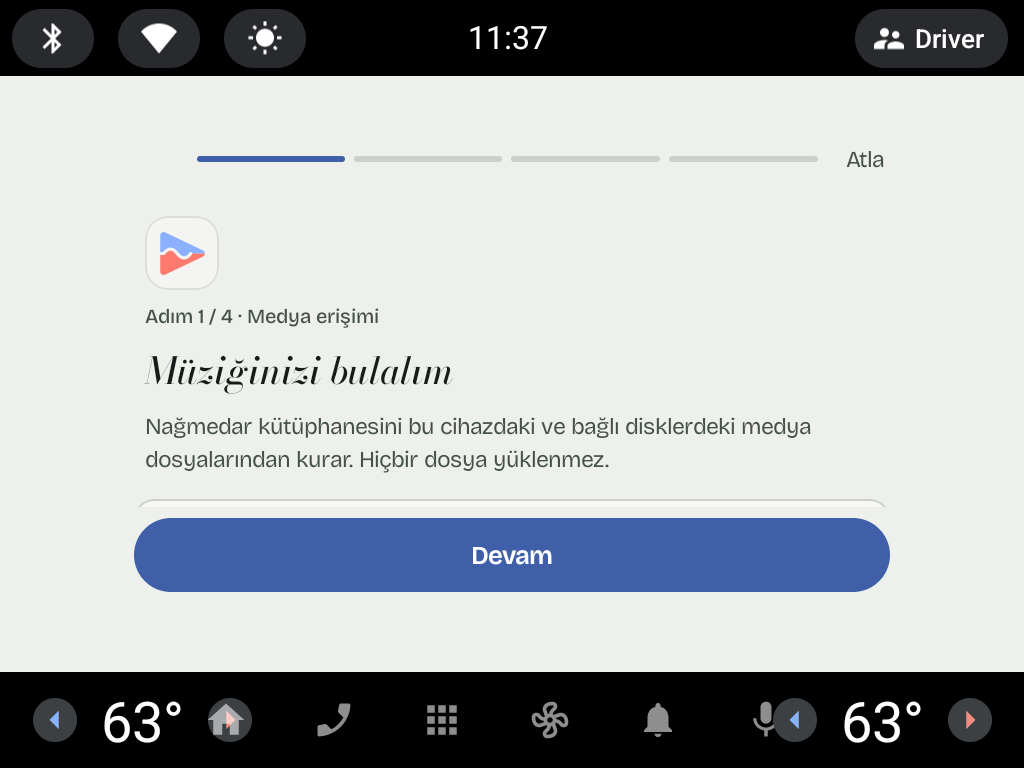 11:37
Driver
Atla
Adım 1 / 4 · Medya erişimi
Müziğinizi bulalım
Nağmedar kütüphanesini bu cihazdaki ve bağlı disklerdeki medya
dosyalarından kurar. Hiçbir dosya yüklenmez.
Devam
63°
63°